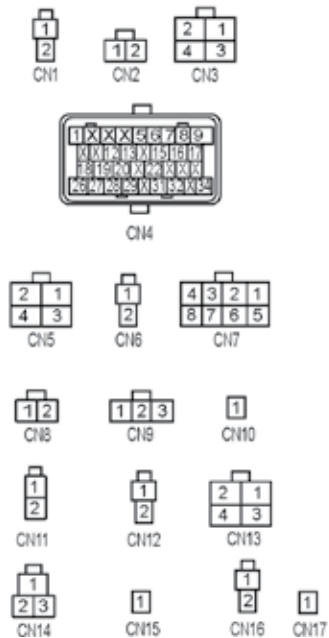 1
2
CN1
1 2
CN2
2 1
4 3
CN3
1 X X X 5 6 7 8 9
X X 12 13 X 15 16 17
18 19 20 X 22 X X X
26 27 28 29 X 31 32 X 34
CN4
2 1
4 3
CN5
1
2
CN6
4 3 2 1
8 7 6 5
CN7
1 2
CN8
1 2 3
CN9
1
CN10
1
2
CN11
1
2
CN12
2 1
4 3
CN13
1
2 3
CN14
1
CN15
1
2
CN16
1
CN17